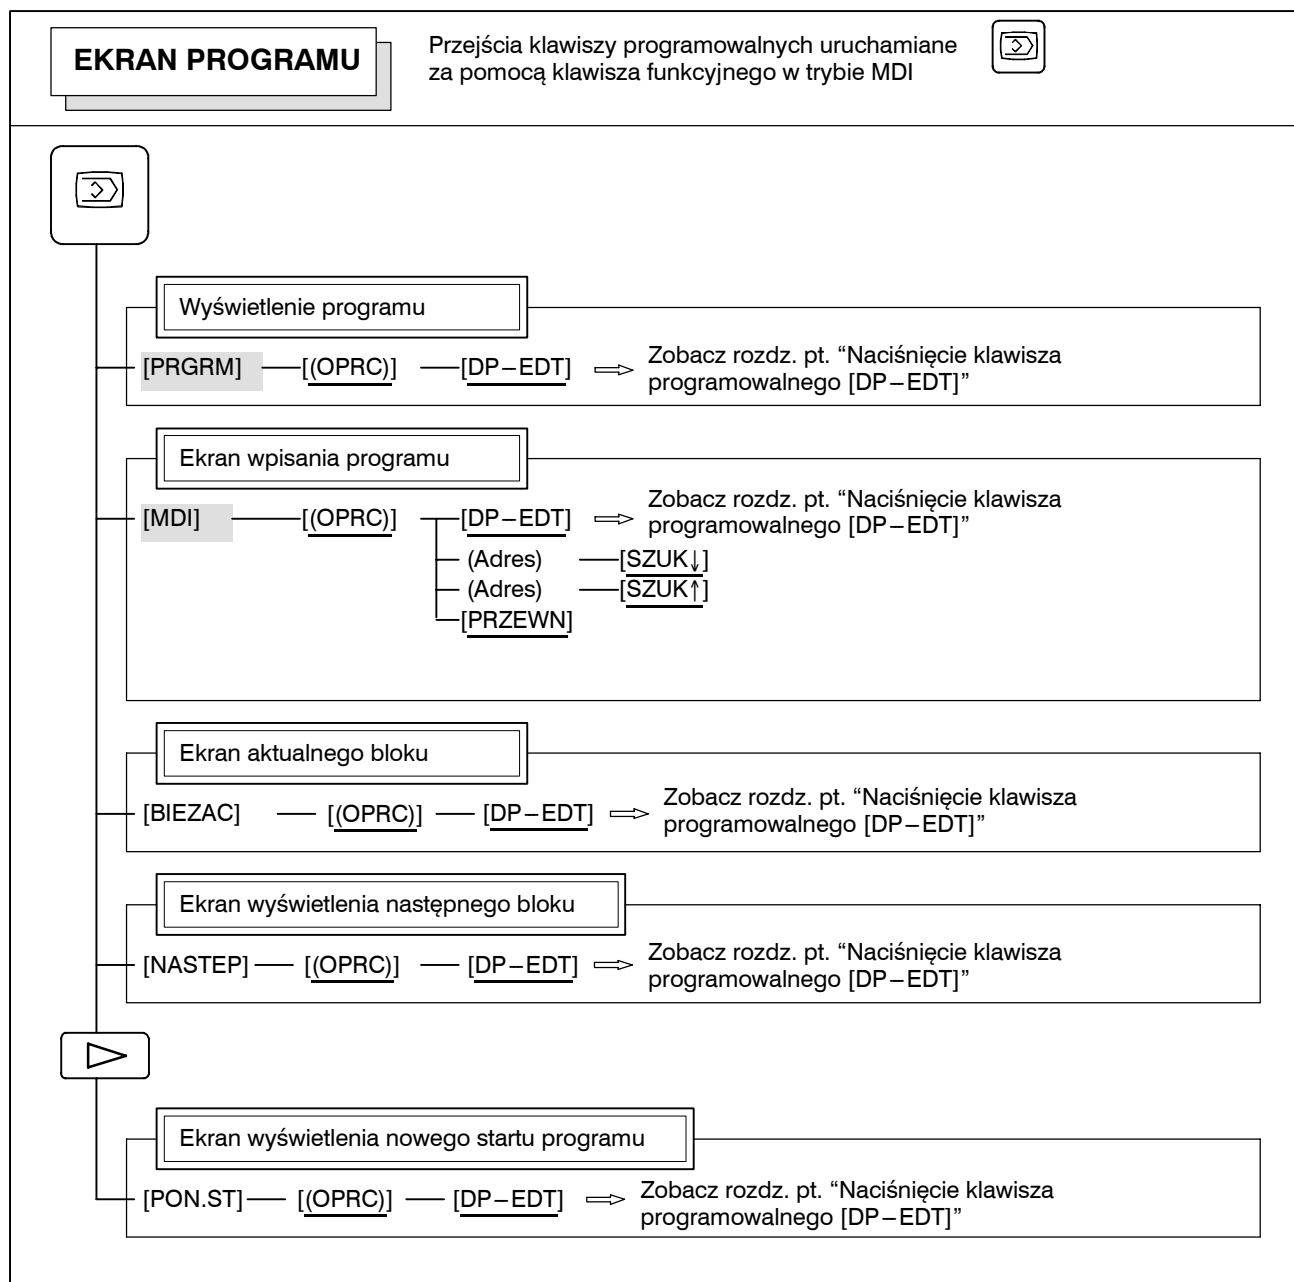 EKRAN PROGRAMU
Przejścia klawiszy programowalnych uruchamiane
za pomocą klawisza funkcyjnego w trybie MDI
Wyświetlenie programu
[PRGRM] [(OPRC)] [DP–EDT] ⇒ Zobacz rozdz. pt. “Naciśnięcie klawisza
programowalnego [DP–EDT]”
Ekran wpisania programu
[MDI] [(OPRC)] [DP–EDT] ⇒ Zobacz rozdz. pt. “Naciśnięcie klawisza
programowalnego [DP–EDT]”
(Adres) [SZUK↓]
(Adres) [SZUK↑]
[PRZEWN]
Ekran aktualnego bloku
[BIEZAC] [(OPRC)] [DP–EDT] ⇒ Zobacz rozdz. pt. “Naciśnięcie klawisza
programowalnego [DP–EDT]”
Ekran wyświetlenia następnego bloku
[NASTEP] [(OPRC)] [DP–EDT] ⇒ Zobacz rozdz. pt. “Naciśnięcie klawisza
programowalnego [DP–EDT]”
Ekran wyświetlenia nowego startu programu
[PON.ST] [(OPRC)] [DP–EDT] ⇒ Zobacz rozdz. pt. “Naciśnięcie klawisza
programowalnego [DP–EDT]”